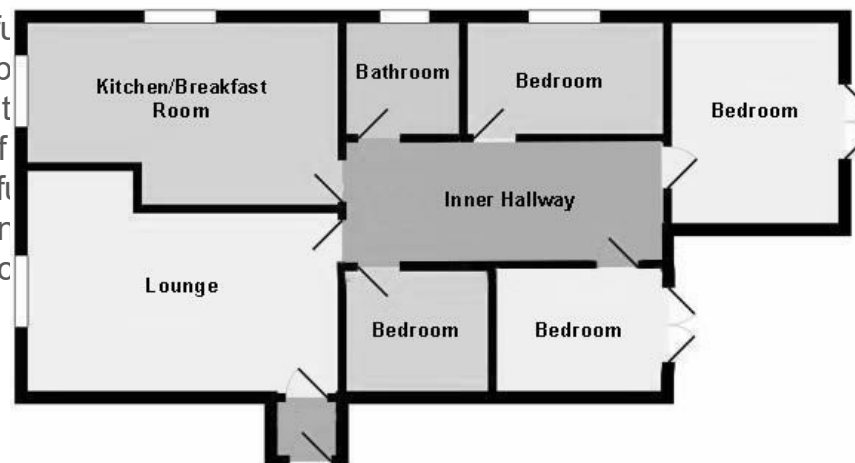 Kitchen/Breakfast
Room
Bathroom
Bedroom
Bedroom
Inner Hallway
Lounge
Bedroom
Bedroom